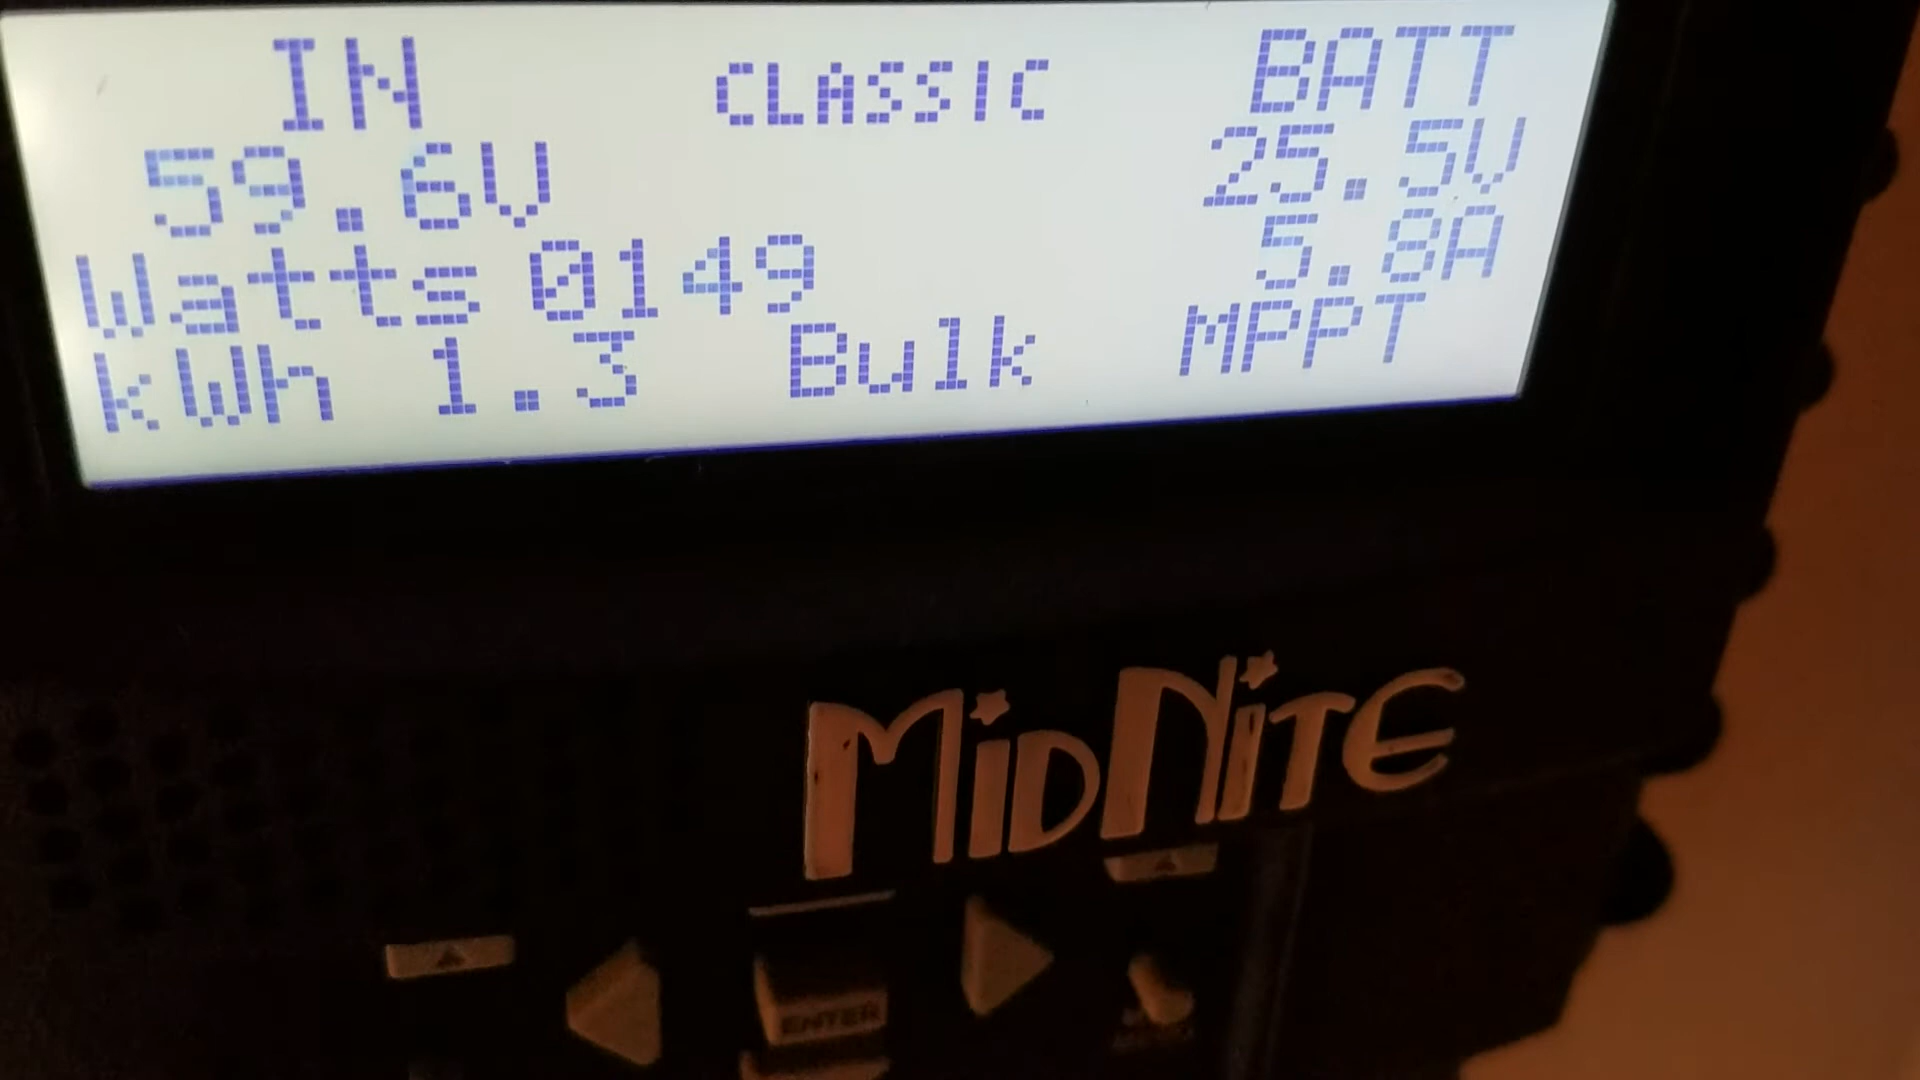 IN CLASSIC BATT
59.6V 25.5V
Watts 0149 5.8A
kWh 1.3 Bulk MPPT
MIDNITE
ENTER